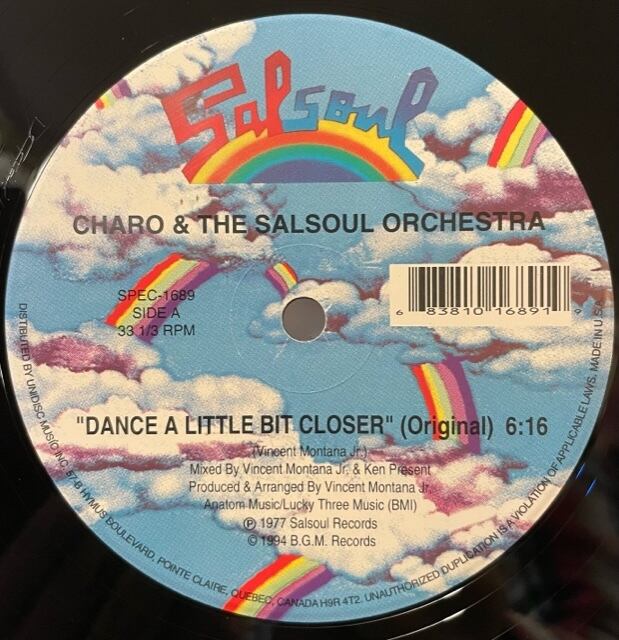 Salsoul
CHARO & THE SALSOUL ORCHESTRA
SPEC-1689
SIDE A
33 1/3 RPM
6 83810 16891 9
"DANCE A LITTLE BIT CLOSER" (Original) 6:16
(Vincent Montana Jr.)
Mixed By Vincent Montana Jr. & Ken Present
Produced & Arranged By Vincent Montana Jr.
Anatom Music/Lucky Three Music (BMI)
℗ 1977 Salsoul Records
© 1994 B.G.M. Records
DISTRIBUTED BY UNIDISC MUSIC INC. 57-B HYMUS BOULEVARD, POINTE CLAIRE, QUEBEC, CANADA H9R 4T2. UNAUTHORIZED DUPLICATION IS A VIOLATION OF APPLICABLE LAWS. MADE IN U.S.A.